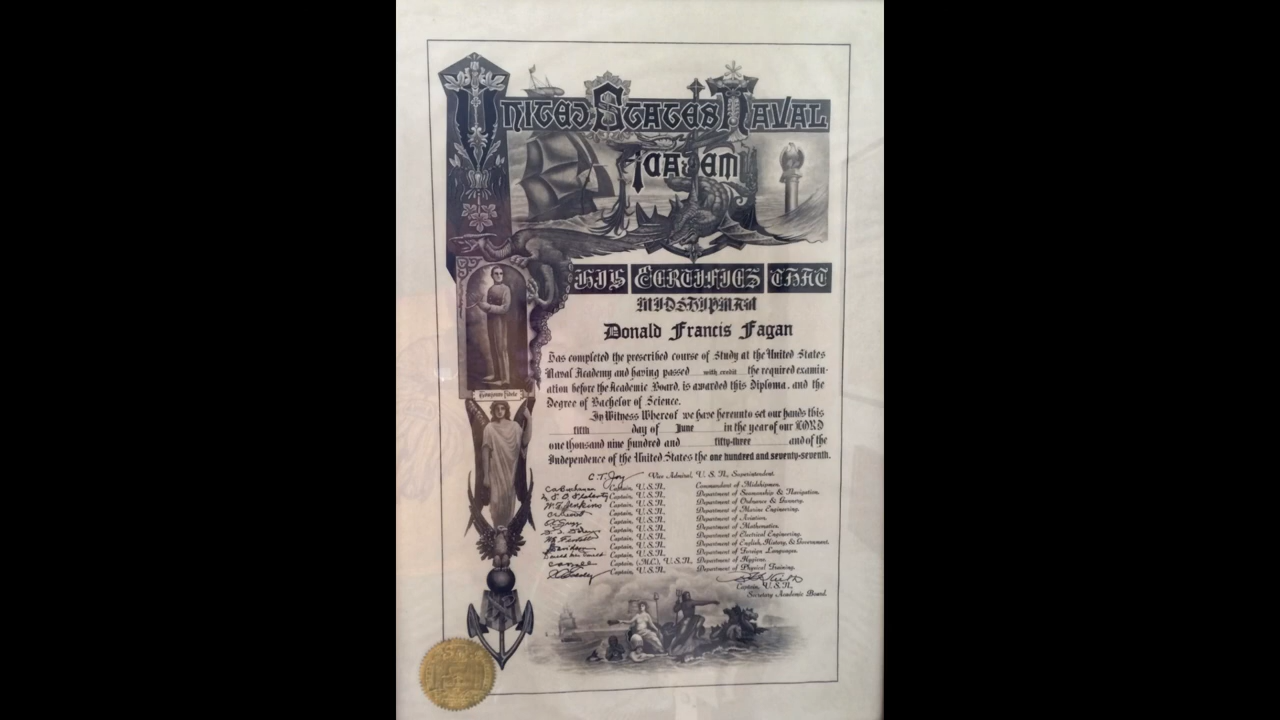 United States Naval
Academy
This Certifies That
Midshipman
Donald Francis Fagan
Has completed the prescribed course of Study at the United States
Naval Academy and having passed with credit the required examin-
ation before the Academic Board, is awarded this Diploma, and the
Degree of Bachelor of Science.
In Witness Whereof we have hereunto set our hands this
fifth day of June in the year of our LORD
one thousand nine hundred and fifty-three and of the
Independence of the United States the one hundred and seventy-seventh.
C. T. Joy Vice Admiral, U. S. N., Superintendent.
Captain, U. S. N., Commandant of Midshipmen.
Captain, U. S. N., Department of Seamanship & Navigation.
Captain, U. S. N., Department of Ordnance & Gunnery.
Captain, U. S. N., Department of Marine Engineering.
Captain, U. S. N., Department of Aviation.
Captain, U. S. N., Department of Mathematics.
Captain, U. S. N., Department of Electrical Engineering.
Captain, U. S. N., Department of English, History, & Government.
Captain, U. S. N., Department of Foreign Languages.
Captain, (M.C.), U. S. N., Department of Hygiene.
Captain, U. S. N., Department of Physical Training.
Captain, U. S. N.,
Secretary Academic Board.